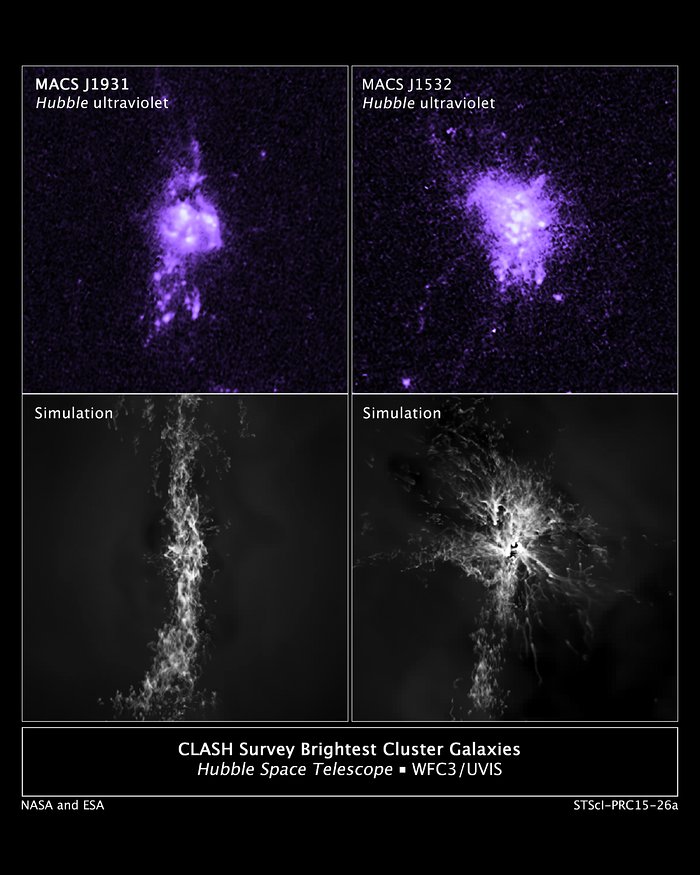 MACS J1931
Hubble ultraviolet
MACS J1532
Hubble ultraviolet
Simulation
Simulation
CLASH Survey Brightest Cluster Galaxies
Hubble Space Telescope ▪ WFC3/UVIS
NASA and ESA
STScI-PRC15-26a